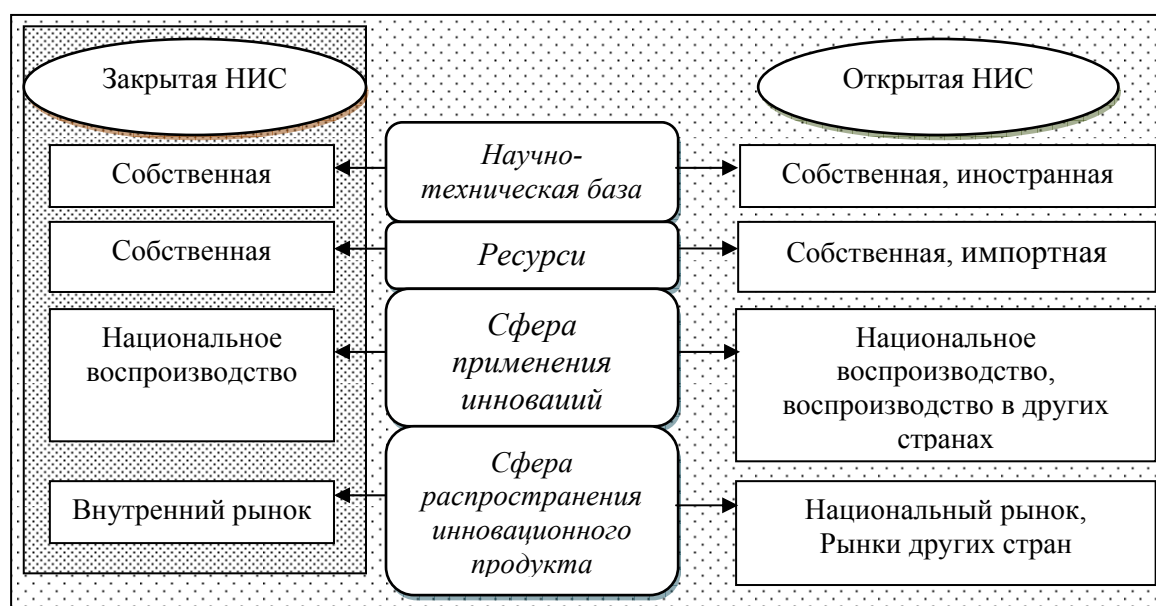 Закрытая НИС
Открытая НИС
Собственная
Научно-
техническая база
Собственная, иностранная
Собственная
Ресурси
Собственная, импортная
Национальное
воспроизводство
Сфера
применения
инноваций
Национальное
воспроизводство,
воспроизводство в других
странах
Внутренний рынок
Сфера
распространения
инновационного
продукта
Национальный рынок,
Рынки других стран